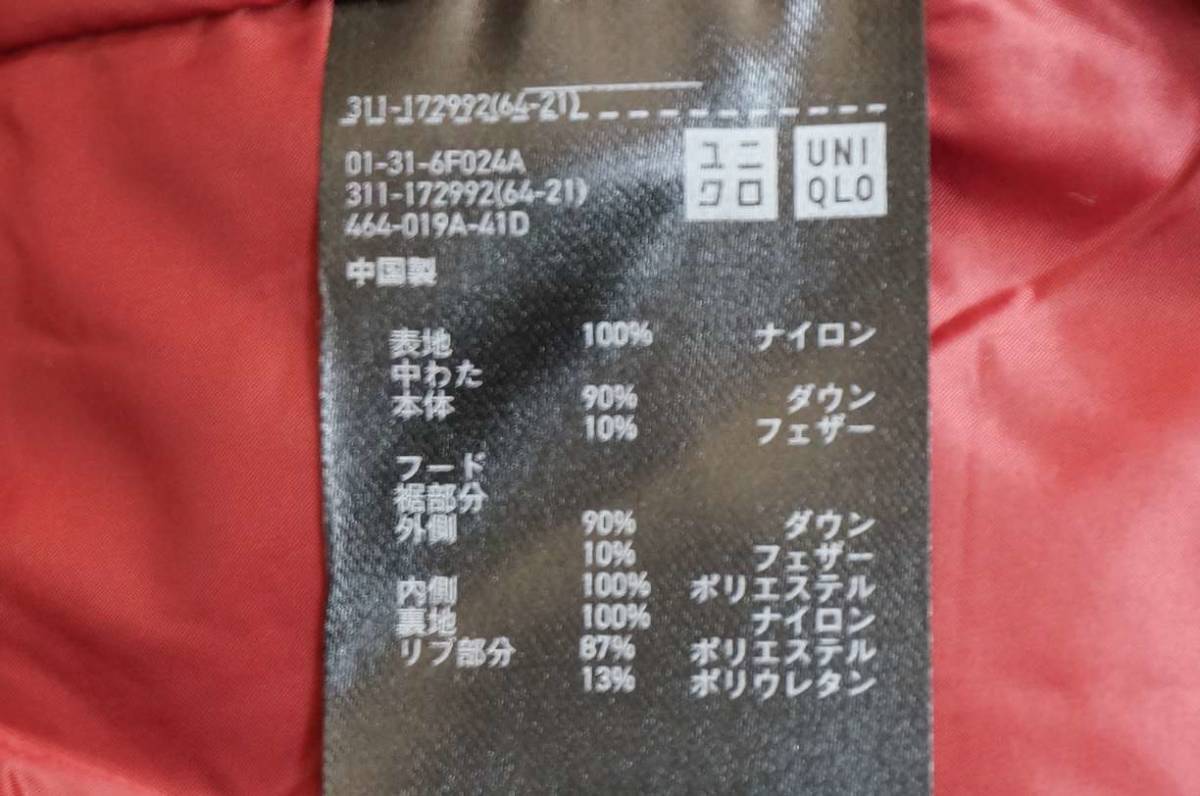 311-172992(64-21)
ユニ
クロ
UNI
QLO
01-31-6F024A
311-172992(64-21)
464-019A-41D
中国製
表地 100% ナイロン
中わた
本体 90% ダウン
10% フェザー
フード
裾部分
外側 90% ダウン
10% フェザー
内側 100% ポリエステル
裏地 100% ナイロン
リブ部分 87% ポリエステル
13% ポリウレタン